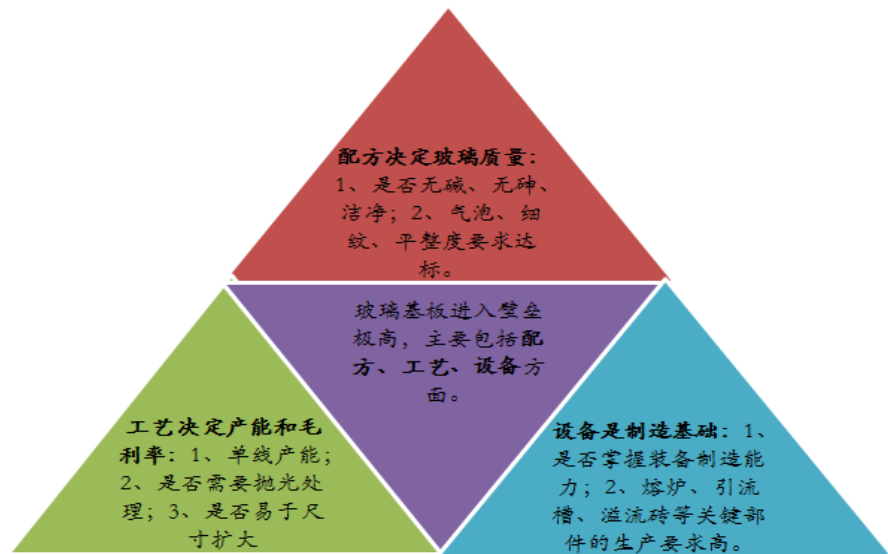 配方决定玻璃质量：
1、是否无碱、无砷、
洁净；2、气泡、细
纹、平整度要求达
标。
玻璃基板进入壁垒
极高，主要包括配
方、工艺、设备方
面。
工艺决定产能和毛
利率：1、单线产能；
2、是否需要抛光处
理；3、是否易于尺
寸扩大
设备是制造基础：1、
是否掌握装备制造能
力；2、熔炉、引流
槽、溢流砖等关键部
件的生产要求高。